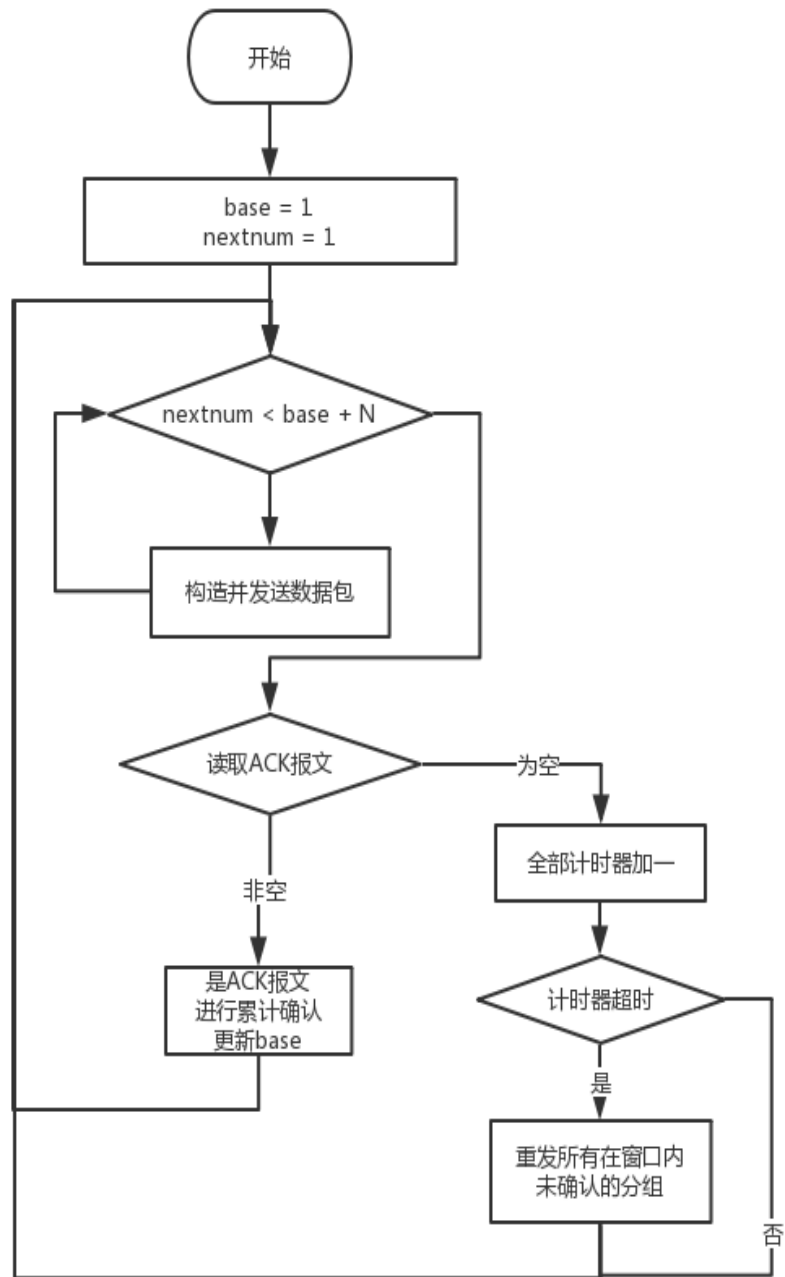 开始
base = 1
nextnum = 1
nextnum < base + N
构造并发送数据包
读取ACK报文
为空
全部计时器加一
非空
是ACK报文
进行累计确认
更新base
计时器超时
是
重发所有在窗口内
未确认的分组
否